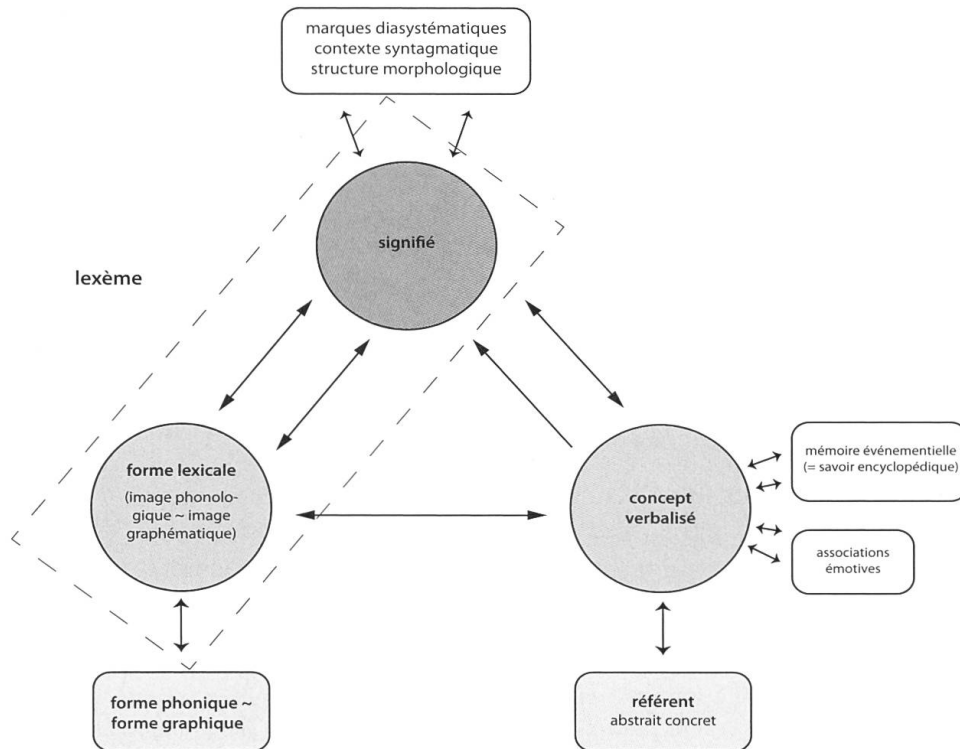 marques diasystématiques
contexte syntagmatique
structure morphologique
signifié
lexème
forme lexicale
(image phonolo-
gique ~ image
graphématique)
concept
verbalisé
mémoire événementielle
(= savoir encyclopédique)
associations
émotives
forme phonique ~
forme graphique
référent
abstrait concret